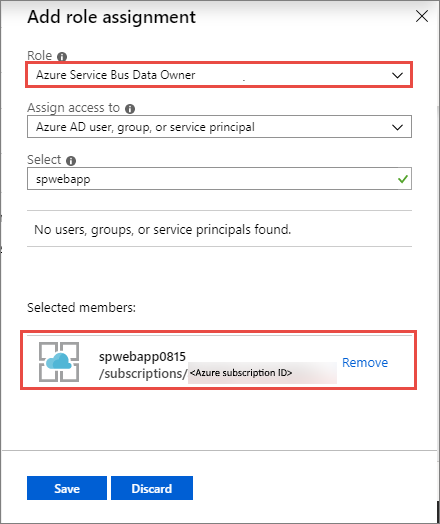 Add role assignment
Role
Azure Service Bus Data Owner
Assign access to
Azure AD user, group, or service principal
Select
spwebapp
No users, groups, or service principals found.
Selected members:
spwebapp0815
/subscriptions/ <Azure subscription ID>
Remove
Save Discard